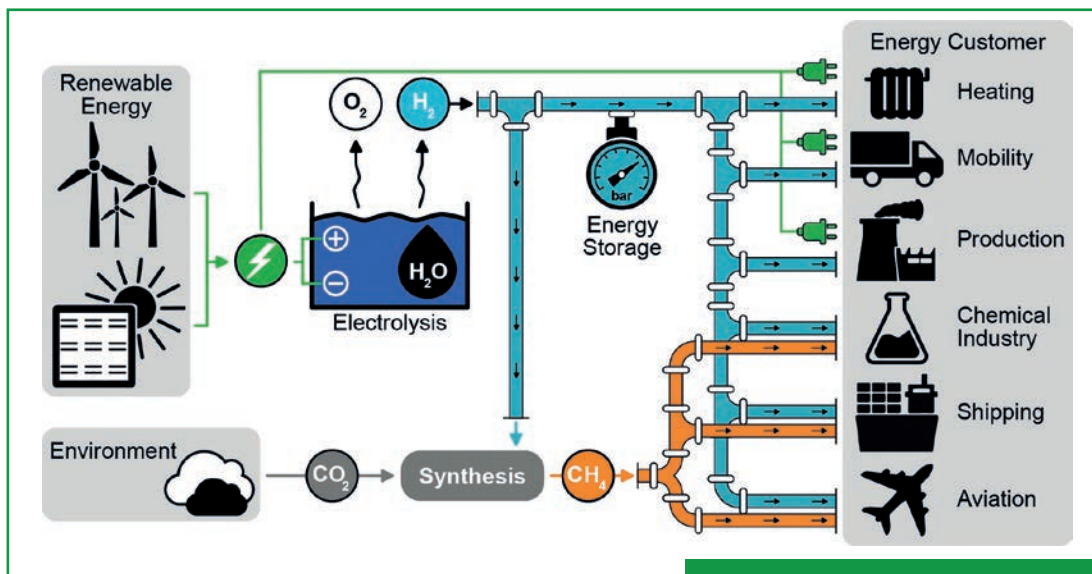 Renewable
Energy
O₂
H₂
+
−
H₂O
Electrolysis
bar
Energy
Storage
Environment
CO₂
Synthesis
CH₄
Energy Customer
Heating
Mobility
Production
Chemical
Industry
Shipping
Aviation